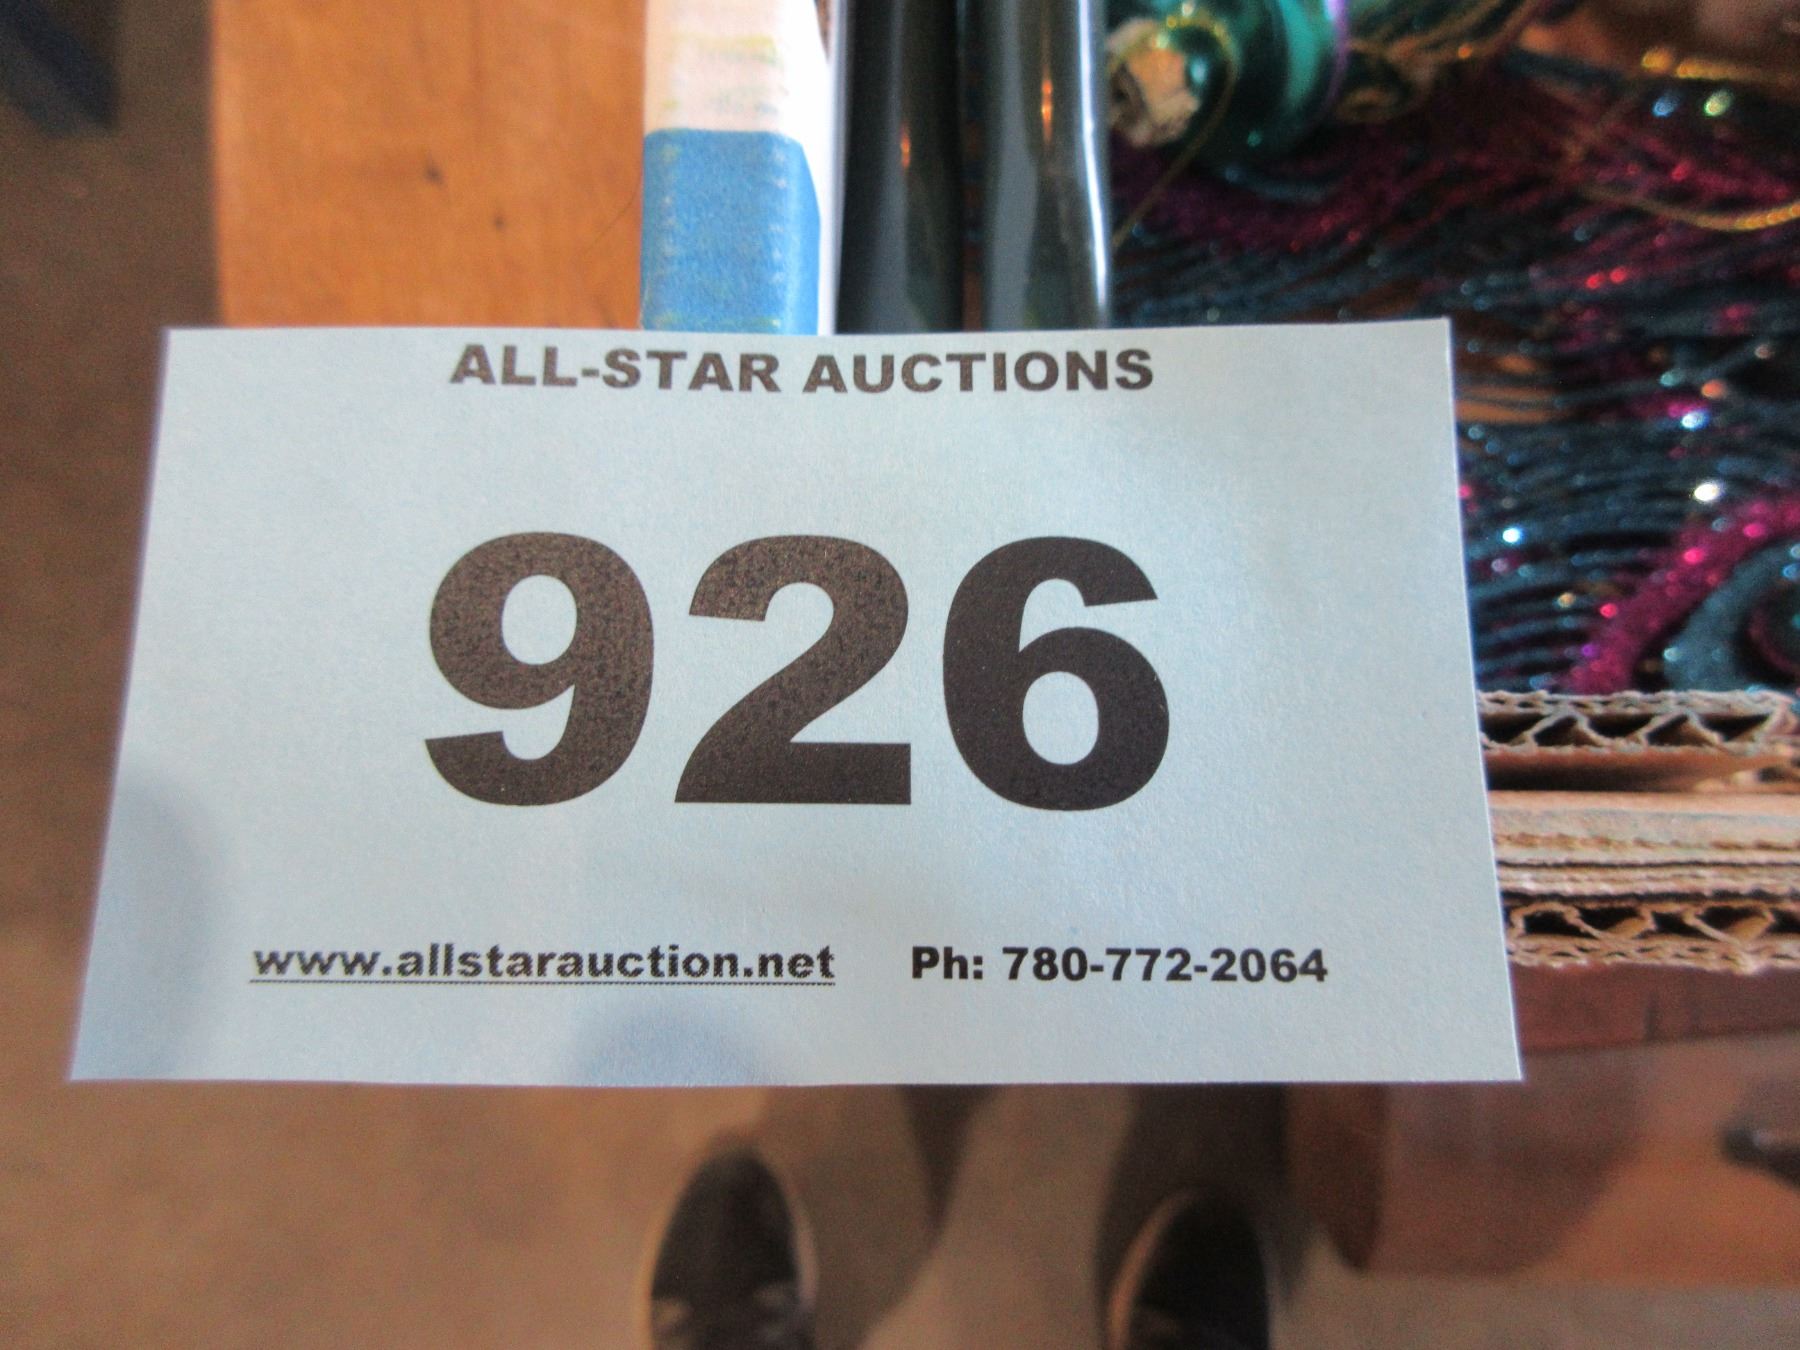 ALL-STAR AUCTIONS
926
www.allstarauction.net Ph: 780-772-2064